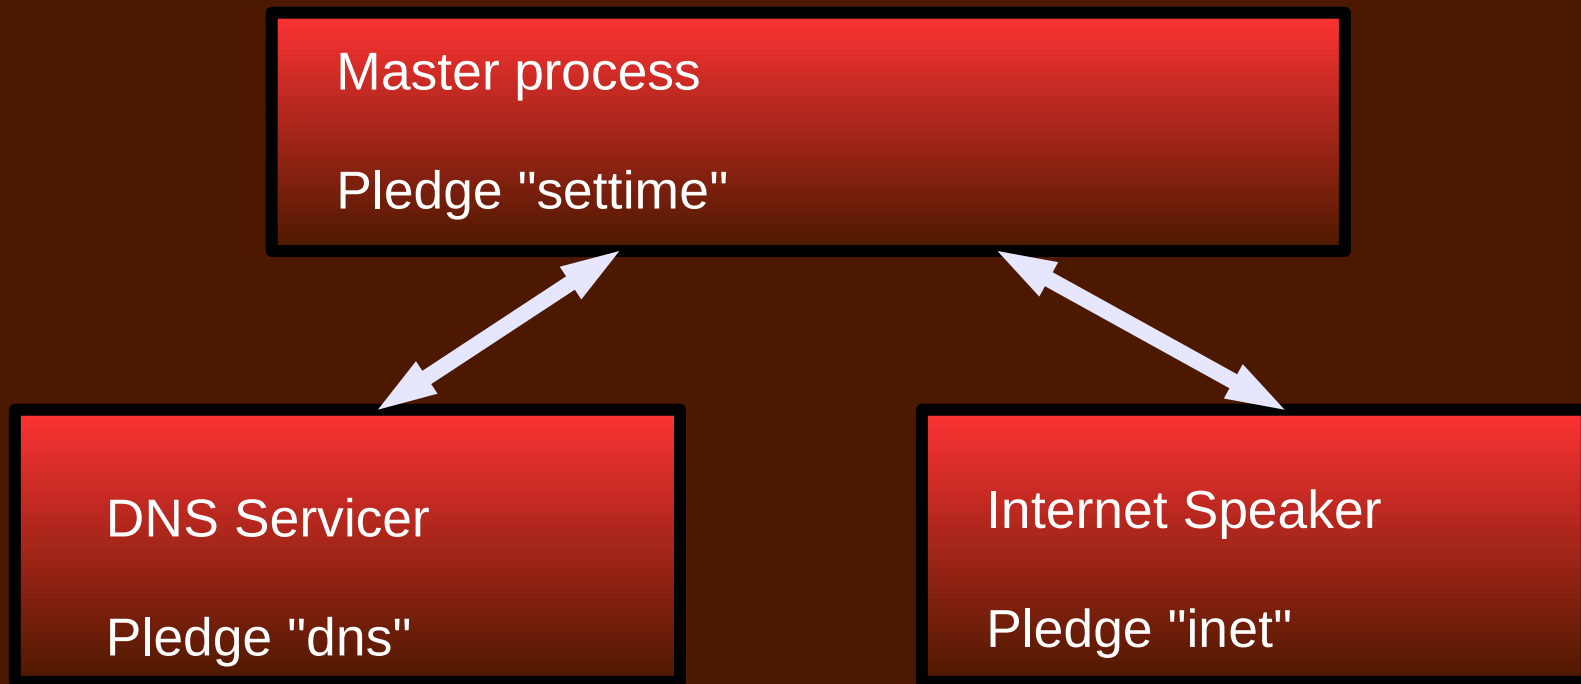 Master process
Pledge "settime"
DNS Servicer
Pledge "dns"
Internet Speaker
Pledge "inet"